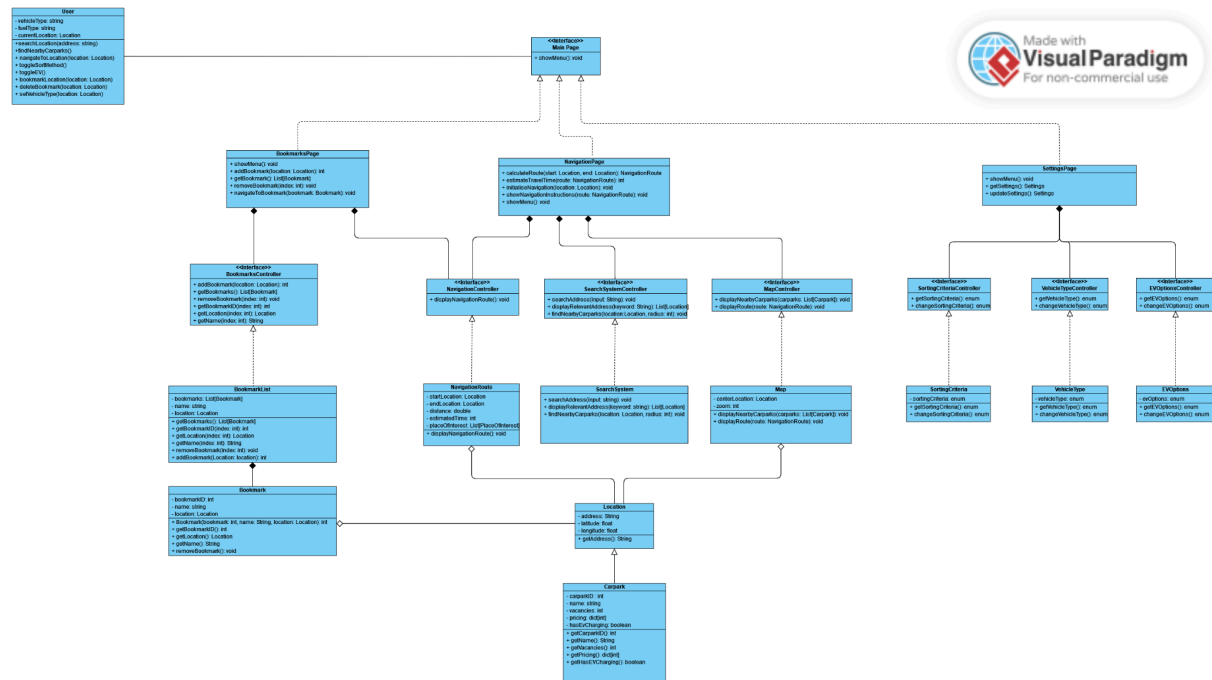 User
- vehicleType: string
- fuelType: string
- currentLocation: Location
+searchLocation(address: string)
+findNearbyCarparks()
+ navigateToLocation(location: Location)
+ toggleSortMethod()
+ toggleEV()
+ bookmarkLocation(location: Location)
+ deleteBookmark(location: Location)
+ setVehicleType(location: Location)
<<Interface>>
Main Page
+ showMenu(): void
Made with
Visual Paradigm
For non-commercial use
BookmarksPage
+ showMenu(): void
+ addBookmark(location: Location): int
+ getBookmark(): List[Bookmark]
+ removeBookmark(index: int): void
+ navigateToBookmark(bookmark: Bookmark): void
NavigationPage
+ calculateRoute(start: Location, end: Location): NavigationRoute
+ estimateTravelTime(route: NavigationRoute): int
+ initialiseNavigation(location: Location): void
+ showNavigationInstructions(route: NavigationRoute): void
+ showMenu(): void
SettingsPage
+ showMenu(): void
+ getSettings(): Settings
+ updateSettings(): Settings
<<Interface>>
BookmarksController
+ addBookmark(location: Location): int
+ getBookmarks(): List[Bookmark]
+ removeBookmark(index: int): void
+ getBookmarkID(index: int): int
+ getLocation(index: int): Location
+ getName(index: int): String
<<Interface>>
NavigationController
+ displayNavigationRoute(): void
<<Interface>>
SearchSystemController
+ searchAddress(input: String): void
+ displayRelevantAddress(keyword: String): List[Location]
+ findNearbyCarparks(location:Location, radius: int): void
<<Interface>>
MapController
+ displayNearbyCarparks(carparks: List[Carpark]): void
+ displayRoute(route: NavigationRoute): void
<<Interface>>
SortingCriteriaController
+ getSortingCriteria(): enum
+ changeSortingCriteria(): enum
<<Interface>>
VehicleTypeController
+ getVehicleType(): enum
+ changeVehicleType(): enum
<<Interface>>
EVOptionsController
+ getEVOptions(): enum
+ changeEVOptions(): enum
BookmarkList
- bookmarks: List[Bookmark]
- name: string
- location: Location
+ getBookmarks(): List[Bookmark]
+ getBookmarkID(index: int): int
+ getLocation(index: int): Location
+ getName(index: int): String
+ removeBookmark(index: int): void
+ addBookmark(Location: location): int
NavigationRoute
- startLocation: Location
- endLocation: Location
- distance: double
- estimatedTime: int
- placeOfInterest: List[PlaceOfInterest]
+ displayNavigationRoute(): void
SearchSystem
+ searchAddress(input: string): void
+ displayRelevantAddress(keyword: string): List[Location]
+ findNearbyCarparks(location: Location, radius: int): void
Map
- centerLocation: Location
- zoom: int
+ displayNearbyCarparks(carparks: List[Carpark]): void
+ displayRoute(route: NavigationRoute): void
SortingCriteria
- sortingCriteria: enum
+ getSortingCriteria(): enum
+ changeSortingCriteria(): enum
VehicleType
- vehicleType: enum
+ getVehicleType(): enum
+ changeVehicleType(): enum
EVOptions
- evOptions: enum
+ getEVOptions(): enum
+ changeEVOptions(): enum
Bookmark
- bookmarkID: int
- name: string
- location: Location
+ Bookmark(bookmark: int, name: String, location: Location): int
+ getBookmarkID(): int
+ getLocation(): Location
+ getName(): String
+ removeBookmark(): void
Location
- address: String
- latitude: float
- longitude: float
+ getAddress(): String
Carpark
- carparkID : int
- name: string
- vacancies: int
- pricing: dict[int]
- hasEvCharging: boolean
+ getCarparkID(): int
+ getName(): String
+ getVacancies(): int
+ getPricing(): dict[int]
+ getHasEVCharging(): boolean